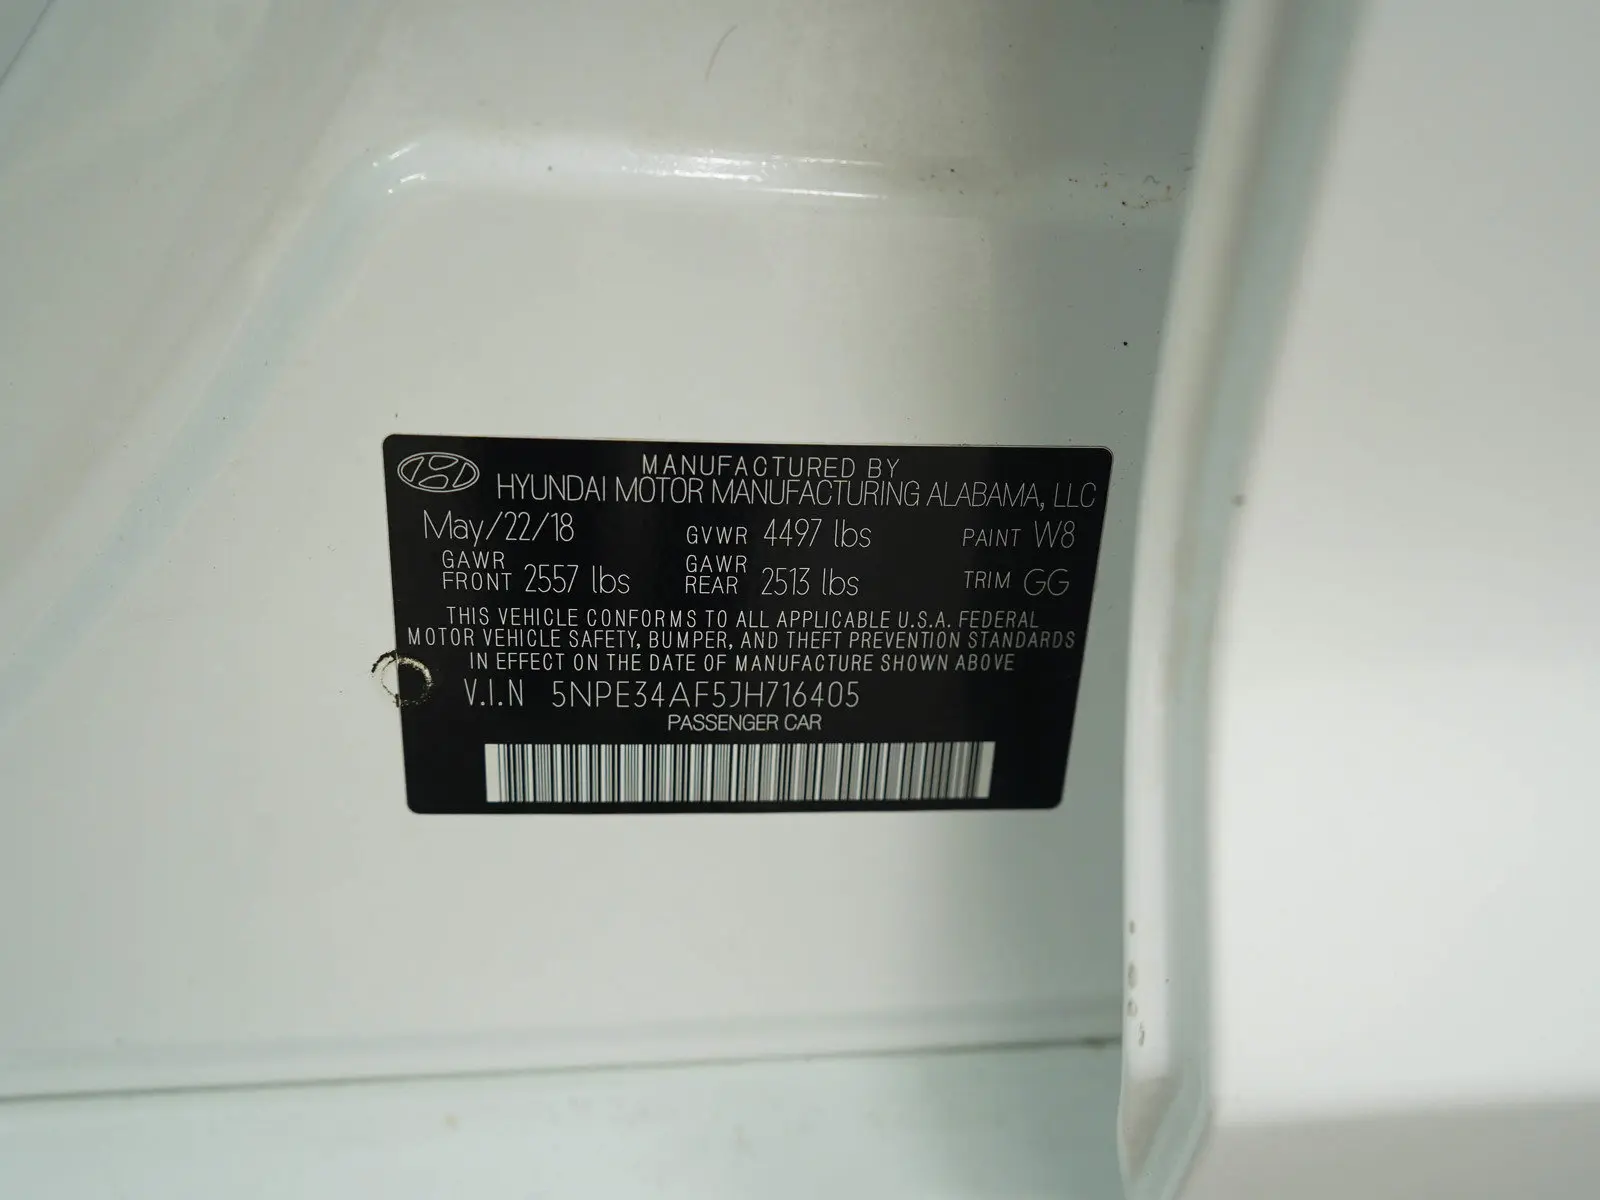 MANUFACTURED BY
HYUNDAI MOTOR MANUFACTURING ALABAMA, LLC
May/22/18 GVWR 4497 lbs PAINT W8
GAWR FRONT 2557 lbs GAWR REAR 2513 lbs TRIM GG
THIS VEHICLE CONFORMS TO ALL APPLICABLE U.S.A. FEDERAL
MOTOR VEHICLE SAFETY, BUMPER, AND THEFT PREVENTION STANDARDS
IN EFFECT ON THE DATE OF MANUFACTURE SHOWN ABOVE
V.I.N 5NPE34AF5JH716405
PASSENGER CAR